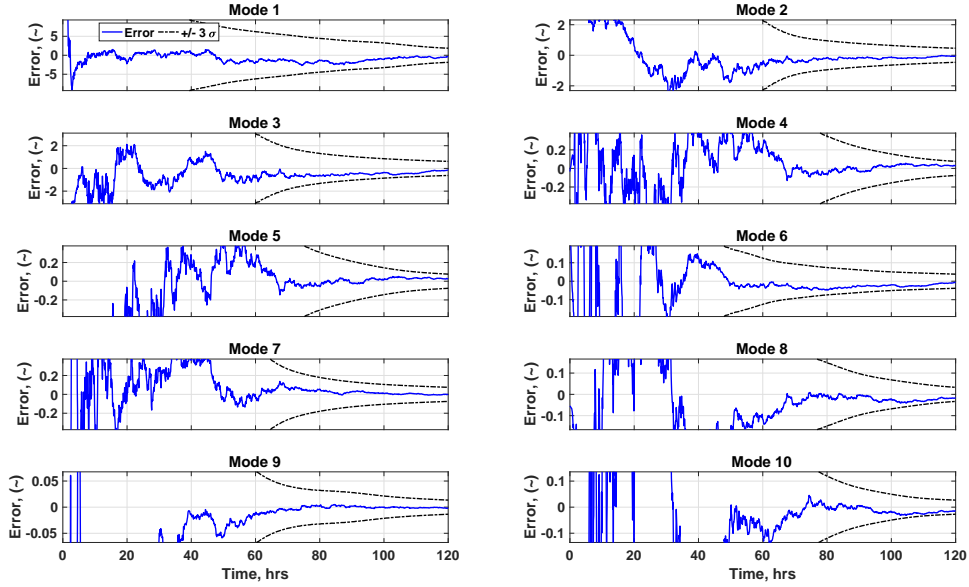 Mode 1
Error, (~)
5
0
-5
Error
+/- 3 σ
Mode 2
Error, (~)
2
0
-2
Mode 3
Error, (~)
2
0
-2
Mode 4
Error, (~)
0.2
0
-0.2
Mode 5
Error, (~)
0.2
0
-0.2
Mode 6
Error, (~)
0.1
0
-0.1
Mode 7
Error, (~)
0.2
0
-0.2
Mode 8
Error, (~)
0.1
0
-0.1
Mode 9
Error, (~)
0.05
0
-0.05
0 20 40 60 80 100 120
Time, hrs
Mode 10
Error, (~)
0.1
0
-0.1
0 20 40 60 80 100 120
Time, hrs